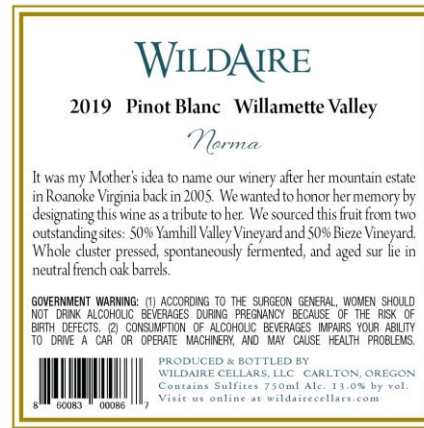 WILDAIRE
2019 Pinot Blanc Willamette Valley
Norma
It was my Mother's idea to name our winery after her mountain estate
in Roanoke Virginia back in 2005. We wanted to honor her memory by
designating this wine as a tribute to her. We sourced this fruit from two
outstanding sites: 50% Yamhill Valley Vineyard and 50% Bieze Vineyard.
Whole cluster pressed, spontaneously fermented, and aged sur lie in
neutral french oak barrels.
GOVERNMENT WARNING: (1) ACCORDING TO THE SURGEON GENERAL, WOMEN SHOULD
NOT DRINK ALCOHOLIC BEVERAGES DURING PREGNANCY BECAUSE OF THE RISK OF
BIRTH DEFECTS. (2) CONSUMPTION OF ALCOHOLIC BEVERAGES IMPAIRS YOUR ABILITY
TO DRIVE A CAR OR OPERATE MACHINERY, AND MAY CAUSE HEALTH PROBLEMS.
PRODUCED & BOTTLED BY
WILDAIRE CELLARS, LLC CARLTON, OREGON
Contains Sulfites 750ml Alc. 13.0% by vol.
Visit us online at wildairecellars.com
8 60083 00086 7